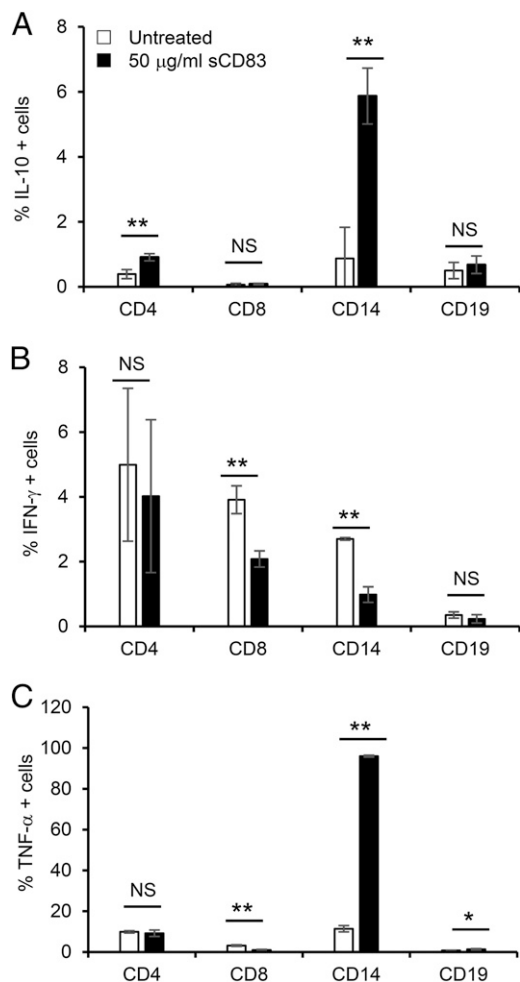 A
Untreated
50 μg/ml sCD83
% IL-10 + cells
8
6
4
2
0
**
NS
**
NS
CD4 CD8 CD14 CD19
B
% IFN-γ + cells
8
6
4
2
0
NS
**
**
NS
CD4 CD8 CD14 CD19
C
% TNF-α + cells
120
100
80
60
40
20
0
NS
**
**
*
CD4 CD8 CD14 CD19